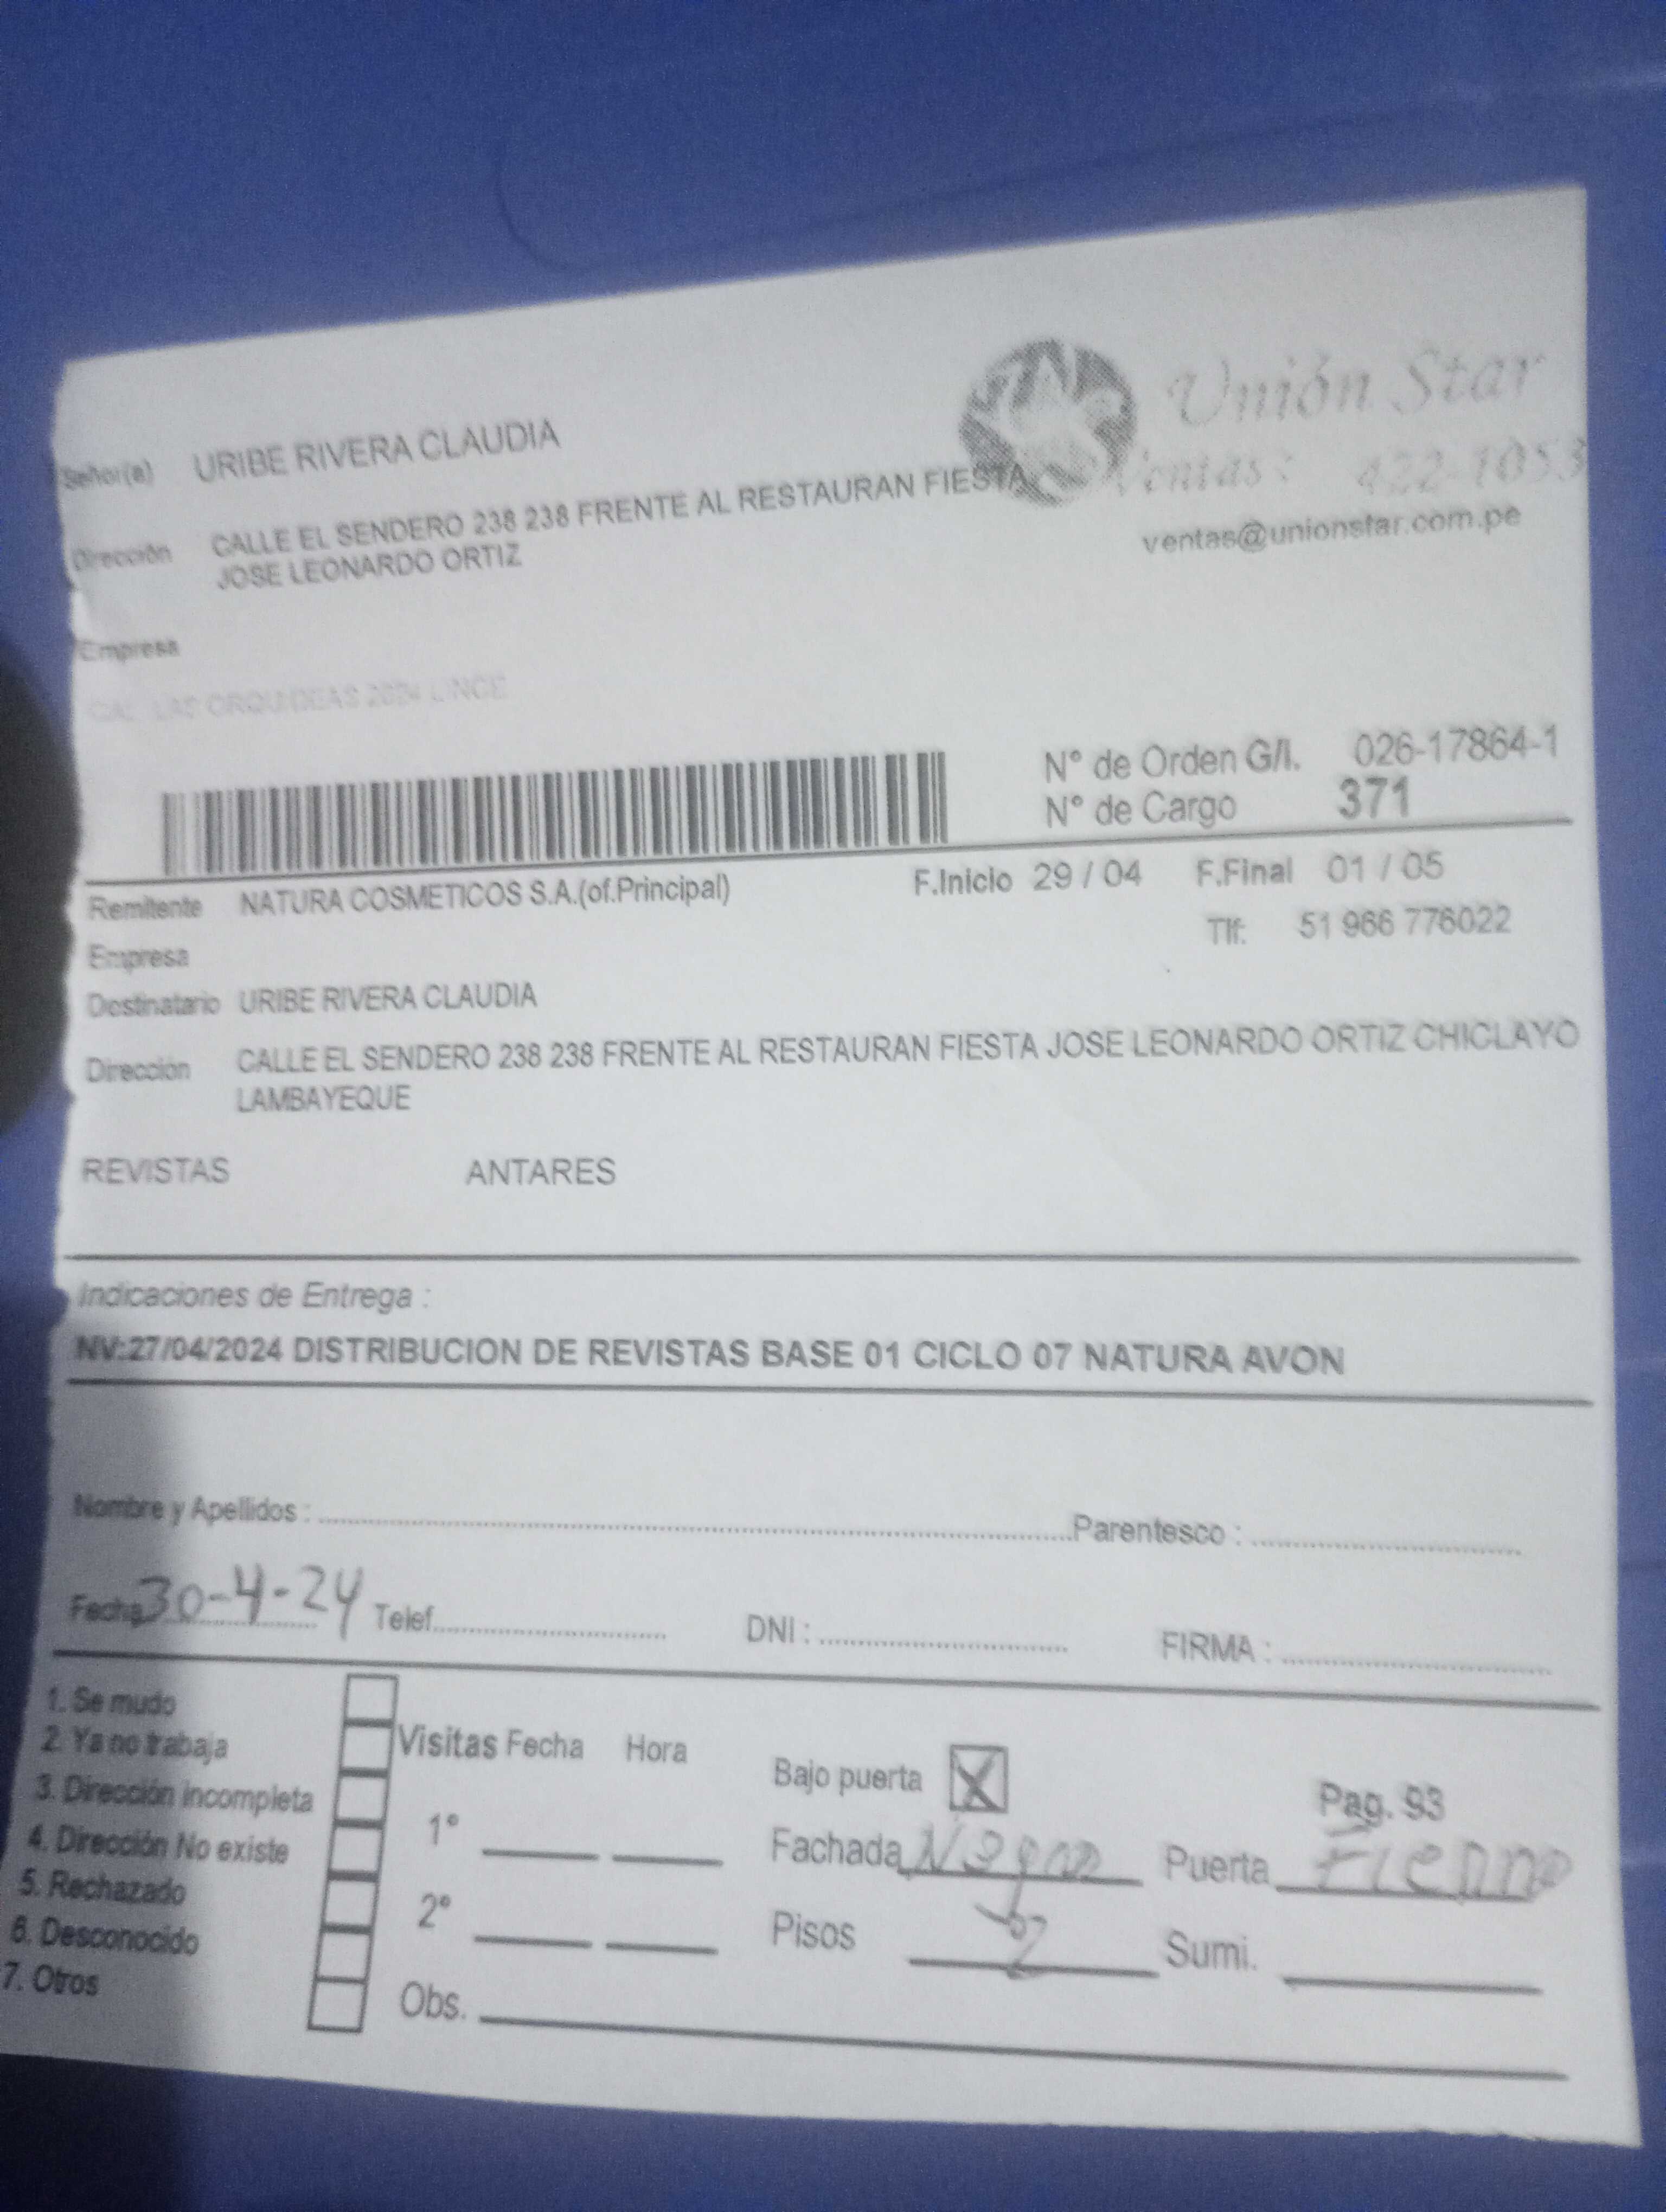 Unión Star
Señor(a) URIBE RIVERA CLAUDIA
Ventas: 422-1053
Dirección CALLE EL SENDERO 238 238 FRENTE AL RESTAURAN FIESTA
JOSE LEONARDO ORTIZ
ventas@unionstar.com.pe
Empresa
CAL LAS ORQUIDEAS 2024 LINCE
N° de Orden G/I. 026-17864-1
N° de Cargo 371
Remitente NATURA COSMETICOS S.A.(of.Principal) F.Inicio 29 / 04 F.Final 01 / 05
Empresa Tlf: 51 966 776022
Destinatario URIBE RIVERA CLAUDIA
Dirección CALLE EL SENDERO 238 238 FRENTE AL RESTAURAN FIESTA JOSE LEONARDO ORTIZ CHICLAYO
LAMBAYEQUE
REVISTAS ANTARES
Indicaciones de Entrega :
NV:27/04/2024 DISTRIBUCION DE REVISTAS BASE 01 CICLO 07 NATURA AVON
Nombre y Apellidos : Parentesco :
Fecha 30-4-24 Telef. DNI : FIRMA :
1. Se mudo
2. Ya no trabaja
3. Dirección incompleta
4. Dirección No existe
5. Rechazado
6. Desconocido
7. Otros
Visitas Fecha Hora
1°
2°
Obs.
Bajo puerta X Pag. 93
Fachada Puerta
Pisos 2 Sumi.